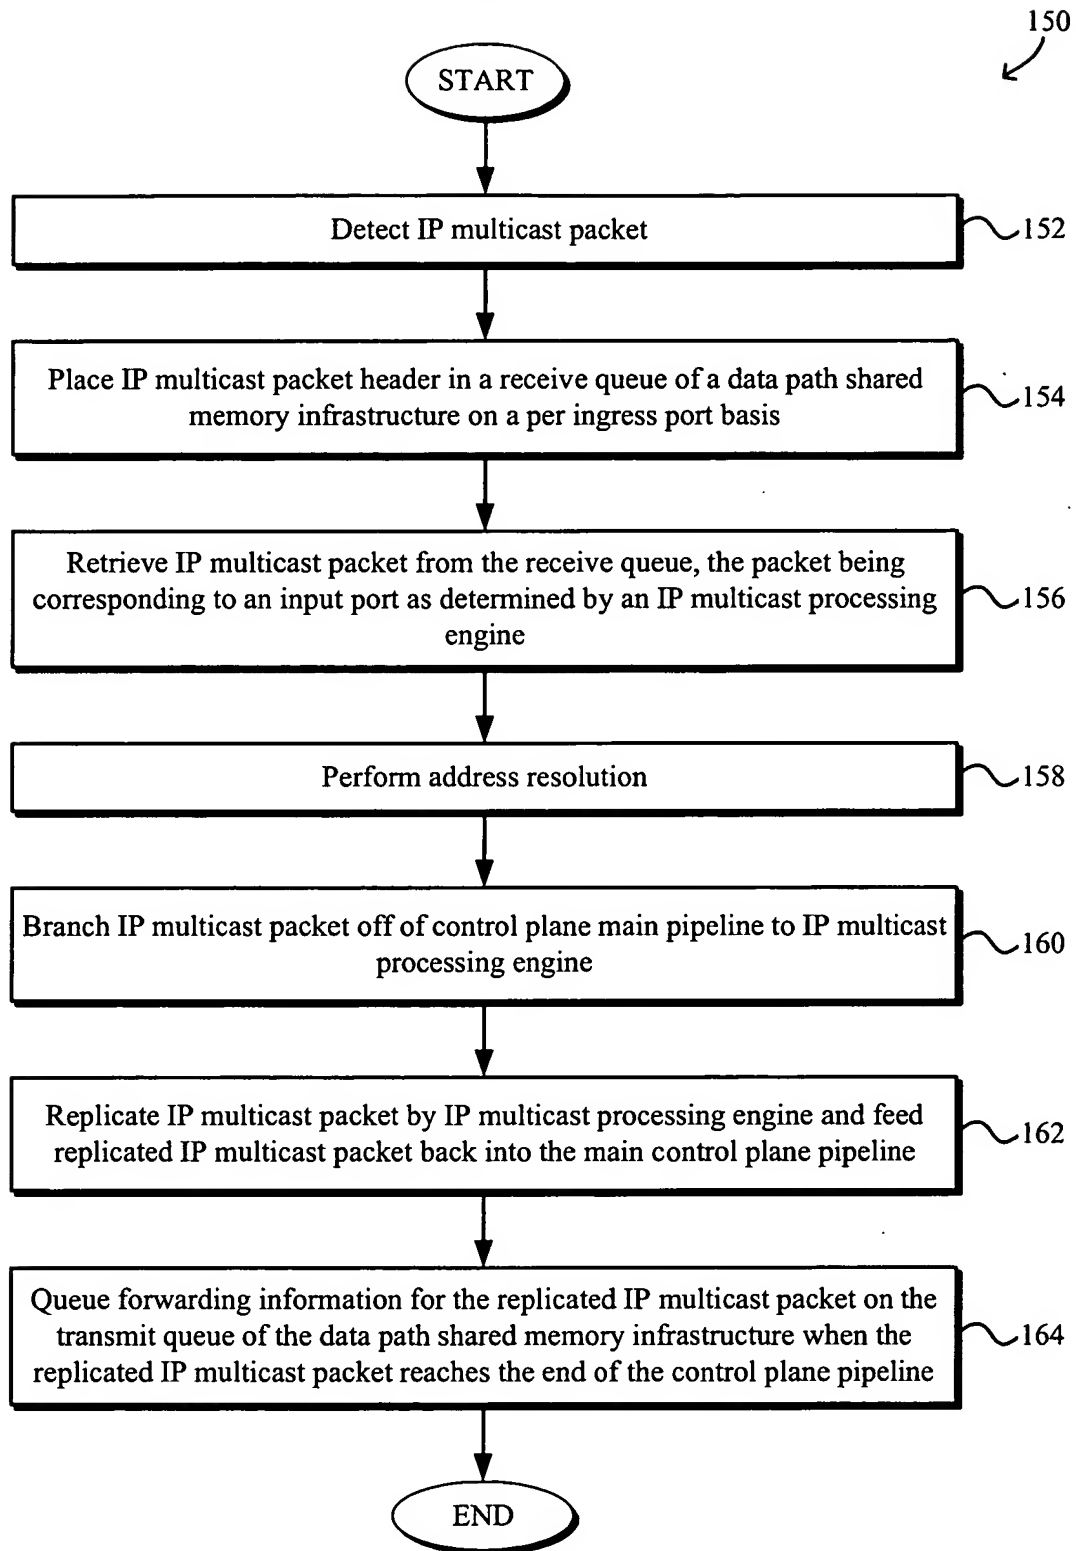 150
START
Detect IP multicast packet
152
Place IP multicast packet header in a receive queue of a data path shared
memory infrastructure on a per ingress port basis
154
Retrieve IP multicast packet from the receive queue, the packet being
corresponding to an input port as determined by an IP multicast processing
engine
156
Perform address resolution
158
Branch IP multicast packet off of control plane main pipeline to IP multicast
processing engine
160
Replicate IP multicast packet by IP multicast processing engine and feed
replicated IP multicast packet back into the main control plane pipeline
162
Queue forwarding information for the replicated IP multicast packet on the
transmit queue of the data path shared memory infrastructure when the
replicated IP multicast packet reaches the end of the control plane pipeline
164
END